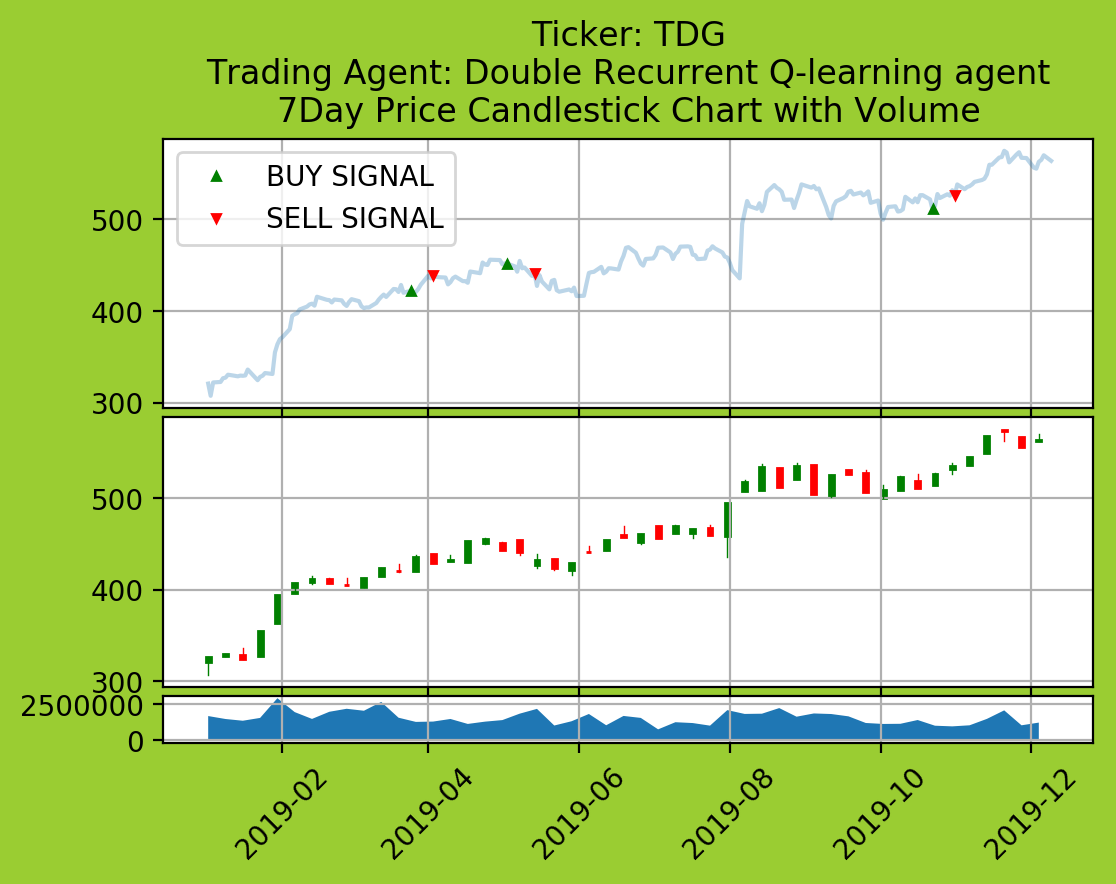 Ticker: TDG
Trading Agent: Double Recurrent Q-learning agent
7Day Price Candlestick Chart with Volume
BUY SIGNAL
SELL SIGNAL
500
400
300
500
400
300
2500000
0
2019-02
2019-04
2019-06
2019-08
2019-10
2019-12